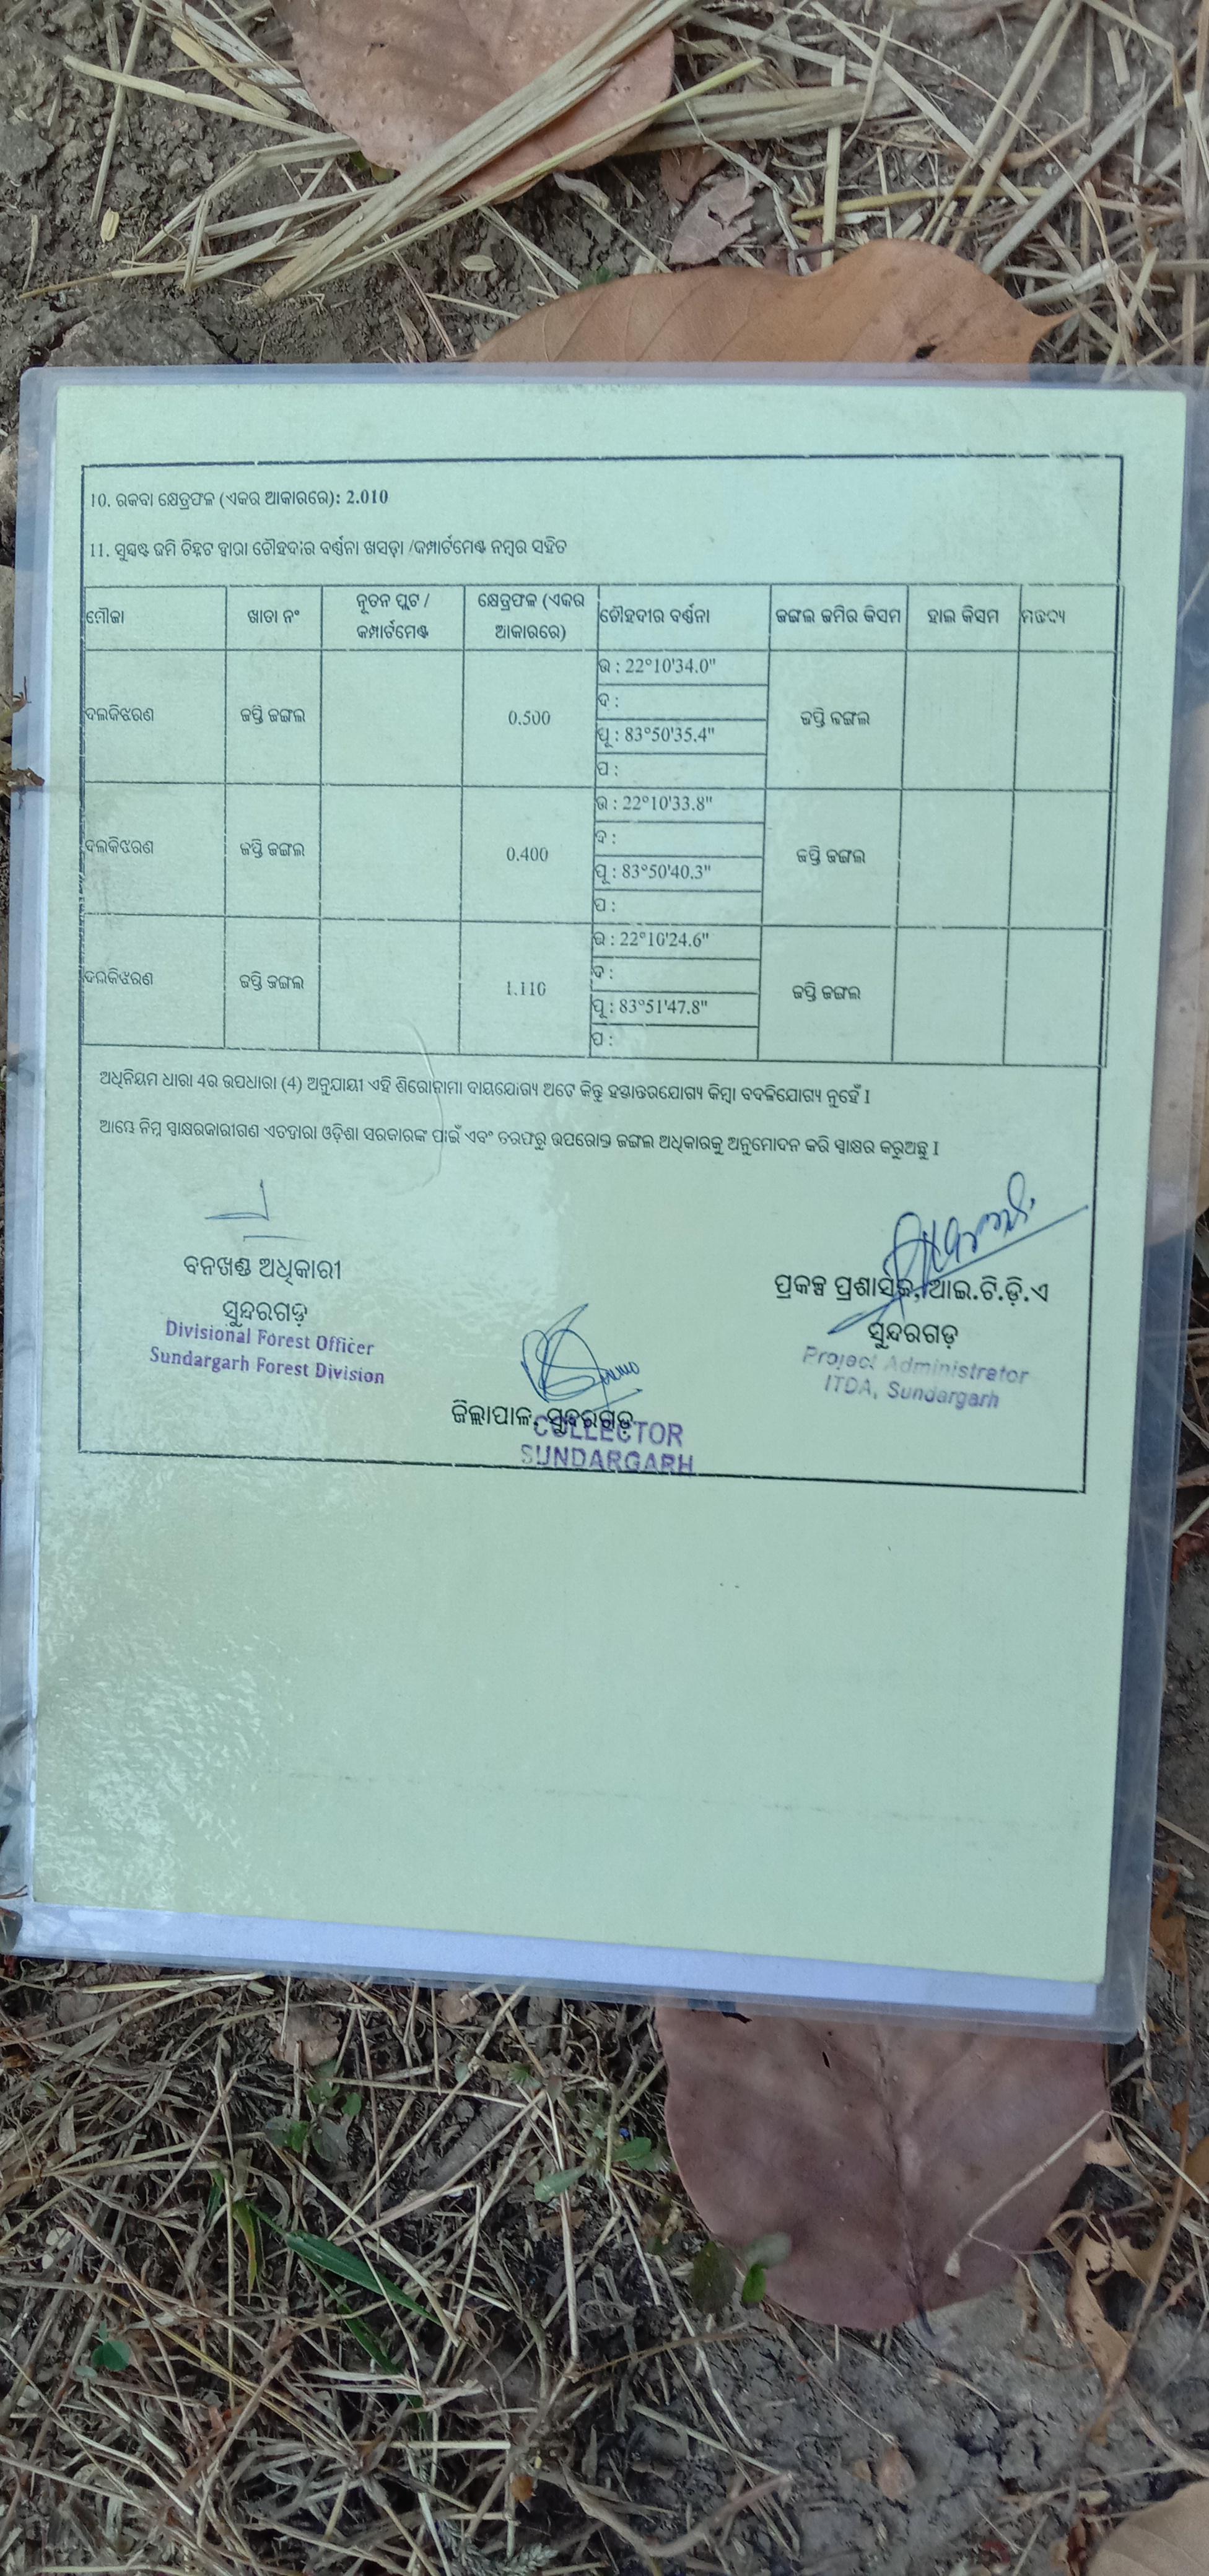 10. ରକବା କ୍ଷେତ୍ରଫଳ (ଏକର ଆକାରରେ): 2.010
11. ସୁସ୍ପଷ୍ଟ ଜମି ଚିହ୍ନଟ ଦ୍ୱାରା ଚୌହଦୀର ବର୍ଣ୍ଣନା ଖସଡ଼ା /କମ୍ପାର୍ଟମେଣ୍ଟ ନମ୍ବର ସହିତ
ମୌଜା ଖାତା ନଂ ନୂତନ ପ୍ଲଟ / କମ୍ପାର୍ଟମେଣ୍ଟ କ୍ଷେତ୍ରଫଳ (ଏକର ଆକାରରେ) ଚୌହଦୀର ବର୍ଣ୍ଣନା ଜଙ୍ଗଲ ଜମିର କିସମ ହାଲ କିସମ ମନ୍ତବ୍ୟ
ଦଲକିଝରଣ ଜପ୍ତି ଜଙ୍ଗଲ 0.500 ଉ : 22°10'34.0" ଜପ୍ତି ଜଙ୍ଗଲ
ଦ :
ପୂ : 83°50'35.4"
ପ :
ଦଲକିଝରଣ ଜପ୍ତି ଜଙ୍ଗଲ 0.400 ଉ : 22°10'33.8" ଜପ୍ତି ଜଙ୍ଗଲ
ଦ :
ପୂ : 83°50'40.3"
ପ :
ଦଲକିଝରଣ ଜପ୍ତି ଜଙ୍ଗଲ 1.110 ଉ : 22°10'24.6" ଜପ୍ତି ଜଙ୍ଗଲ
ଦ :
ପୂ : 83°51'47.8"
ପ :
ଅଧିନିୟମ ଧାରା 4ର ଉପଧାରା (4) ଅନୁଯାୟୀ ଏହି ଶିରୋନାମା ଦାୟଯୋଗ୍ୟ ଅଟେ କିନ୍ତୁ ହସ୍ତାନ୍ତରଯୋଗ୍ୟ କିମ୍ବା ବଦଳିଯୋଗ୍ୟ ନୁହେଁ I
ଆମ୍ଭେ ନିମ୍ନ ସ୍ୱାକ୍ଷରକାରୀଗଣ ଏତଦ୍ୱାରା ଓଡ଼ିଶା ସରକାରଙ୍କ ପାଇଁ ଏବଂ ତରଫରୁ ଉପରୋକ୍ତ ଜଙ୍ଗଲ ଅଧିକାରକୁ ଅନୁମୋଦନ କରି ସ୍ୱାକ୍ଷର କରୁଅଛୁ I
ବନଖଣ୍ଡ ଅଧିକାରୀ
ସୁନ୍ଦରଗଡ଼
Divisional Forest Officer
Sundargarh Forest Division
ପ୍ରକଳ୍ପ ପ୍ରଶାସକ, ଆଇ.ଟି.ଡ଼ି.ଏ
ସୁନ୍ଦରଗଡ଼
Project Administrator
ITDA, Sundargarh
ଜିଲ୍ଲାପାଳ, ସୁନ୍ଦରଗଡ଼
COLLECTOR
SUNDARGARH